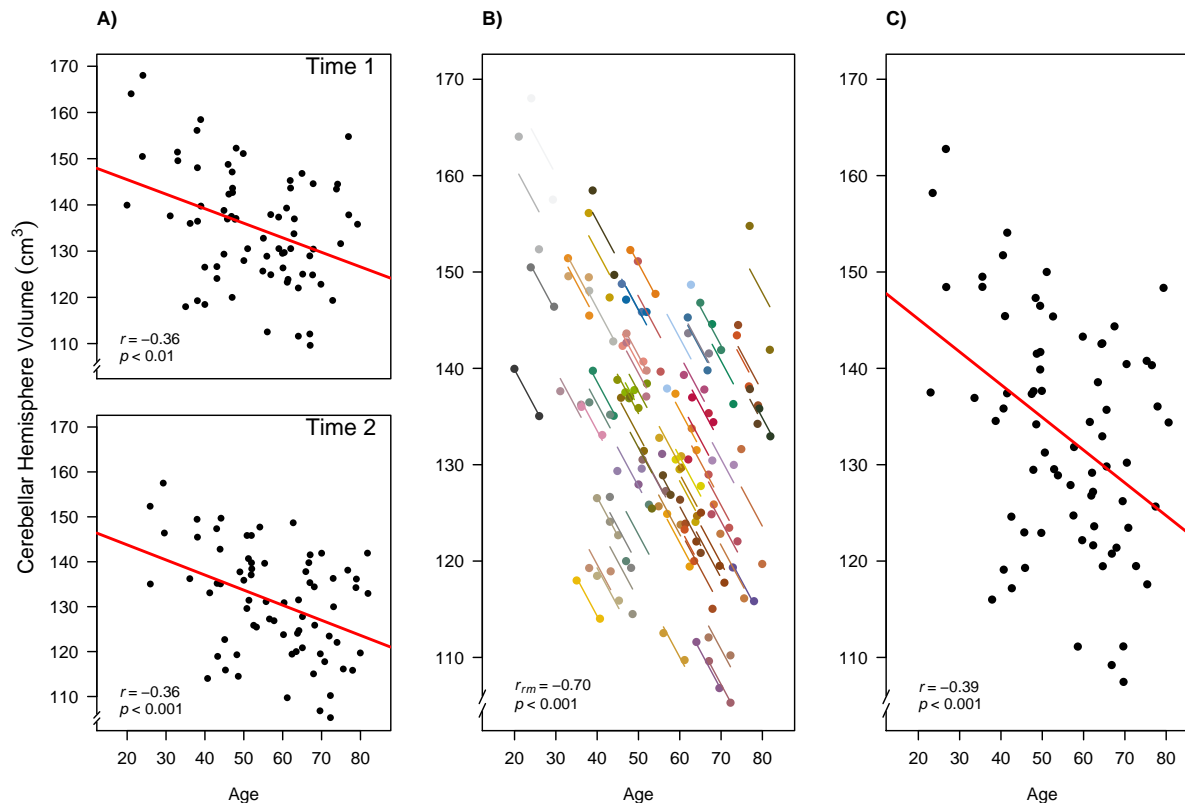 A)
B)
C)
Cerebellar Hemisphere Volume (cm³)
Time 1
170
160
150
140
130
120
110
r = −0.36
p < 0.01
Time 2
170
160
150
140
130
120
110
r = −0.36
p < 0.001
20 30 40 50 60 70 80
Age
170
160
150
140
130
120
110
rrm = −0.70
p < 0.001
20 30 40 50 60 70 80
Age
170
160
150
140
130
120
110
r = −0.39
p < 0.001
20 30 40 50 60 70 80
Age